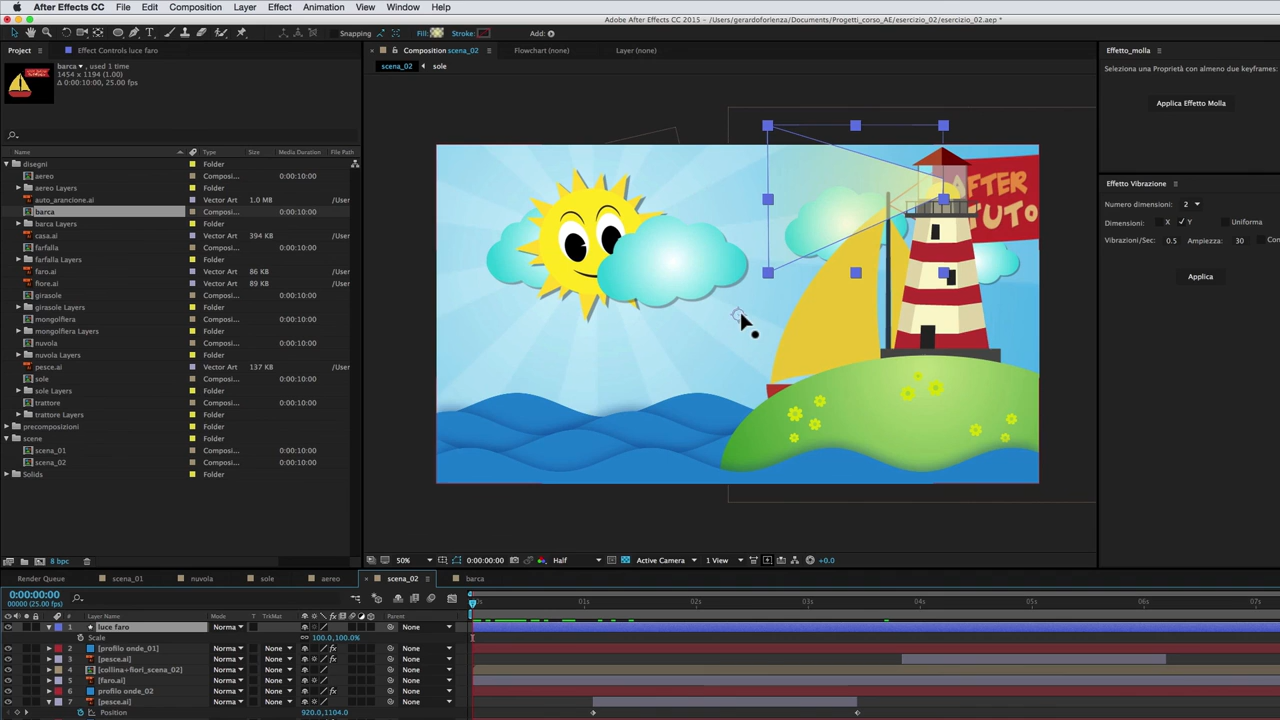 After Effects CC File Edit Composition Layer Effect Animation View Window Help
Adobe After Effects CC 2015 - /Users/gerardoforlenza/Documents/Progetti_corso_AE/esercizio_02/esercizio_02.aep *
Snapping Fill: Stroke: Add:
Project Effect Controls luce faro
Composition scena_02 Flowchart (none) Layer (none)
Effetto_molla
scena_02 sole
barca , used 1 time
1454 x 1194 (1.00)
Δ 0:00:10:00, 25.00 fps
Seleziona una Proprietà con almeno due keyframes:
Applica Effetto Molla
Name Type Size Media Duration File Path
disegni Folder
aereo Composi... 0:00:10:00
aereo Layers Folder
auto_arancione.ai Vector Art 1.0 MB /User
barca Composi... 0:00:10:00
barca Layers Folder
casa.ai Vector Art 394 KB /User
farfalla Composi... 0:00:10:00
farfalla Layers Folder
faro.ai Vector Art 86 KB /User
fiore.ai Vector Art 89 KB /User
girasole Composi... 0:00:10:00
girasole Layers Folder
mongolfiera Composi... 0:00:10:00
mongolfiera Layers Folder
nuvola Composi... 0:00:10:00
nuvola Layers Folder
pesce.ai Vector Art 137 KB /User
sole Composi... 0:00:10:00
sole Layers Folder
trattore Composi... 0:00:10:00
trattore Layers Folder
precomposizioni Folder
scene Folder
scena_01 Composi... 0:00:10:00
scena_02 Composi... 0:00:10:00
Solids Folder
8 bpc
AFTER
TUTO
Effetto Vibrazione
Numero dimensioni: 2
Dimensioni: X Y Uniforma
Vibrazioni/Sec: 0.5 Ampiezza: 30 Con
Applica
50% 0:00:00:00 Half Active Camera 1 View +0.0
Render Queue scena_01 nuvola sole aereo scena_02 barca
0:00:00:00
00000 (25.00 fps)
# Layer Name Mode T TrkMat Parent
01s 02s 03s 04s 05s 06s 07s
1 luce faro Norma None
Scale 100.0,100.0%
2 [profilo onde_01] Norma None None
3 [pesce.ai] Norma None None
4 [collina+fiori_scena_02] Norma None None
5 [faro.ai] Norma None None
6 profilo onde_02 Norma None None
7 [pesce.ai] Norma None None
Position 920.0,1104.0